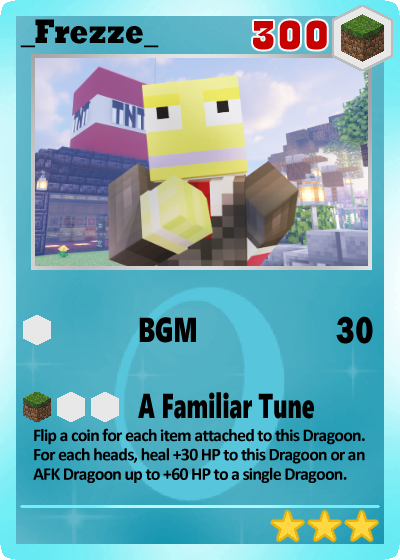 _Frezze_
300
TNT
TNT
BGM
30
A Familiar Tune
Flip a coin for each item attached to this Dragoon.
For each heads, heal +30 HP to this Dragoon or an
AFK Dragoon up to +60 HP to a single Dragoon.